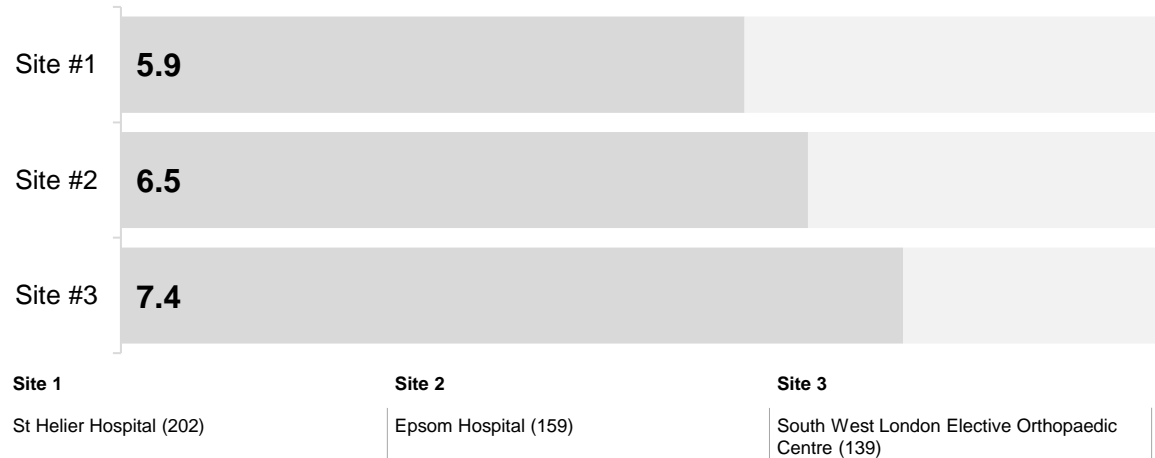 Site #1
5.9
Site #2
6.5
Site #3
7.4
Site 1
Site 2
Site 3
St Helier Hospital (202)
Epsom Hospital (159)
South West London Elective Orthopaedic
Centre (139)